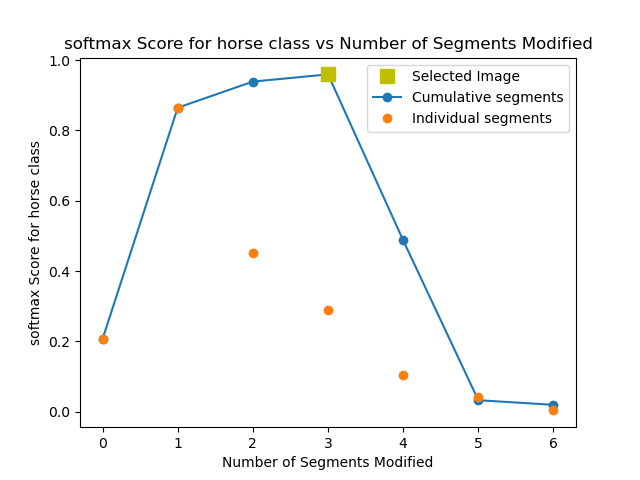 softmax Score for horse class vs Number of Segments Modified
1.0
0.8
0.6
0.4
0.2
0.0
softmax Score for horse class
Selected Image
Cumulative segments
Individual segments
0 1 2 3 4 5 6
Number of Segments Modified